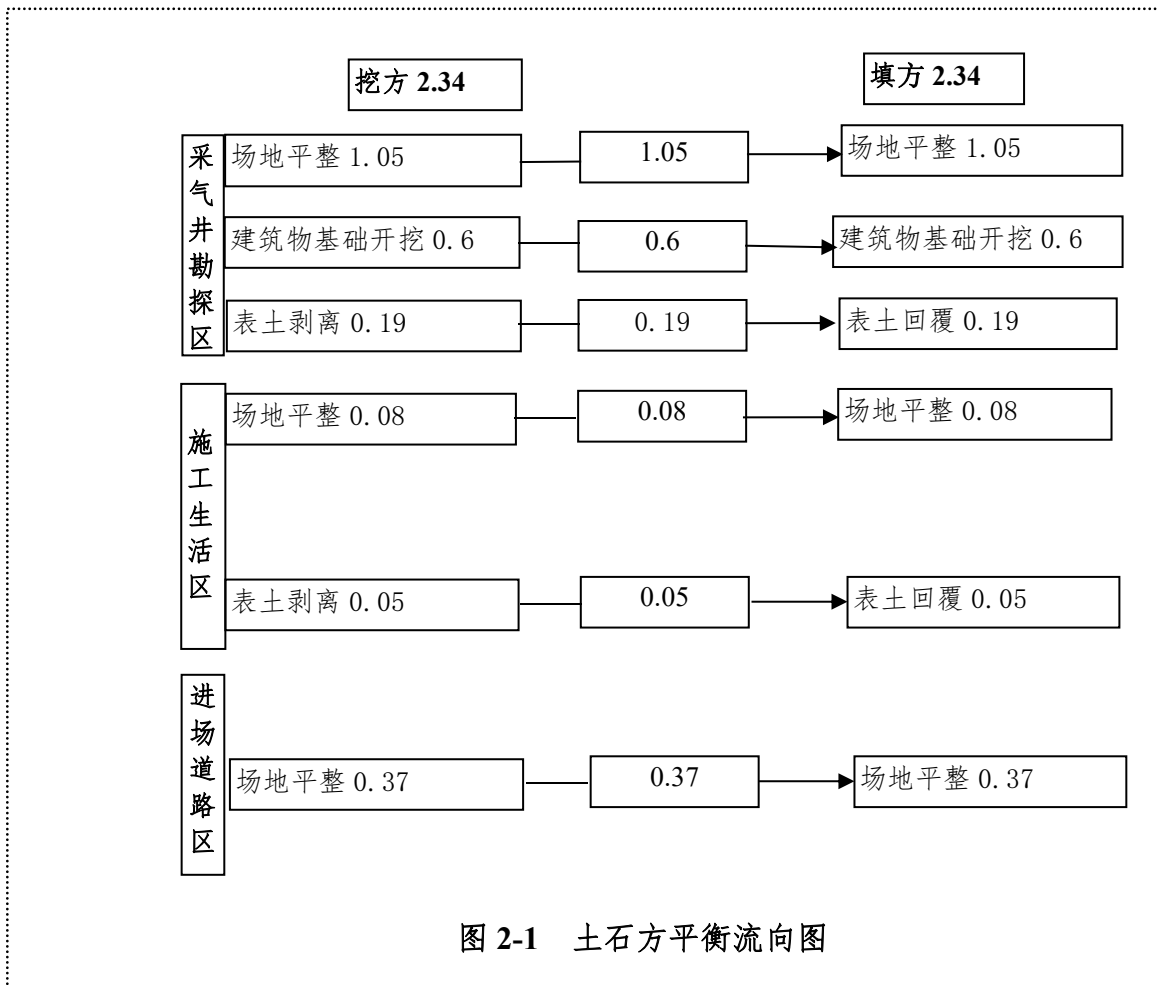 挖方 2.34
填方 2.34
采气井勘探区
场地平整 1.05
1.05
场地平整 1.05
建筑物基础开挖 0.6
0.6
建筑物基础开挖 0.6
表土剥离 0.19
0.19
表土回覆 0.19
施工生活区
场地平整 0.08
0.08
场地平整 0.08
表土剥离 0.05
0.05
表土回覆 0.05
进场道路区
场地平整 0.37
0.37
场地平整 0.37
图 2-1 土石方平衡流向图